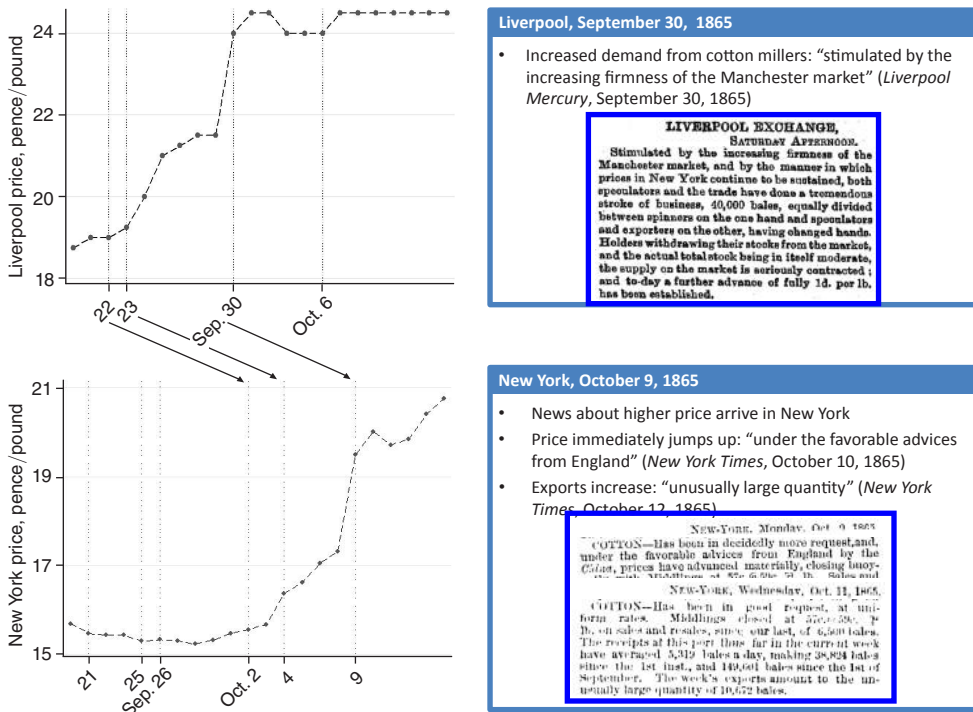 Liverpool price, pence/pound
24
22
20
18
22
23
Sep. 30
Oct. 6
Liverpool, September 30, 1865
• Increased demand from cotton millers: “stimulated by the
increasing firmness of the Manchester market” (Liverpool
Mercury, September 30, 1865)
LIVERPOOL EXCHANGE,
SATURDAY AFTERNOON.
Stimulated by the increasing firmness of the
Manchester market, and by the manner in which
prices in New York continue to be sustained, both
speculators and the trade have done a tremendous
stroke of business, 40,000 bales, equally divided
between spinners on the one hand and speculators
and exporters on the other, having changed hands.
Holders withdrawing their stocks from the market,
and the actual total stock being in itself moderate,
the supply on the market is seriously contracted;
and to-day a further advance of fully 1d. per lb.
has been established.
New York price, pence/pound
21
19
17
15
21
25
Sep. 26
Oct. 2
4
9
New York, October 9, 1865
• News about higher price arrive in New York
• Price immediately jumps up: “under the favorable advices
from England” (New York Times, October 10, 1865)
• Exports increase: “unusually large quantity” (New York
Times, October 12, 1865)
NEW-YORK, Monday, Oct. 9, 1865.
COTTON—Has been in decidedly more request, and,
under the favorable advices from England by the
China, prices have advanced materially, closing buoy-
Middlings at Sales and
NEW-YORK, Wednesday, Oct. 11, 1865.
COTTON—Has been in good request, at uni-
form rates. Middlings closed at
lb. on sales and resales, since our last, of 6,500 bales.
The receipts at this port thus far in the current week
have averaged 5,319 bales a day, making 38,824 bales
since the 1st inst., and 149,601 bales since the 1st of
September. The week's exports amount to the un-
usually large quantity of 10,672 bales.